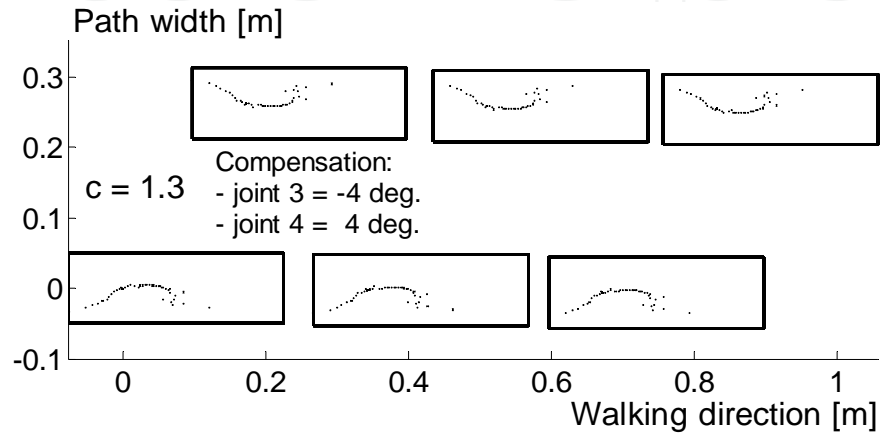 Path width [m]
0.3
0.2
0.1
0
-0.1
c = 1.3
Compensation:
- joint 3 = -4 deg.
- joint 4 =  4 deg.
0 0.2 0.4 0.6 0.8 1
Walking direction [m]